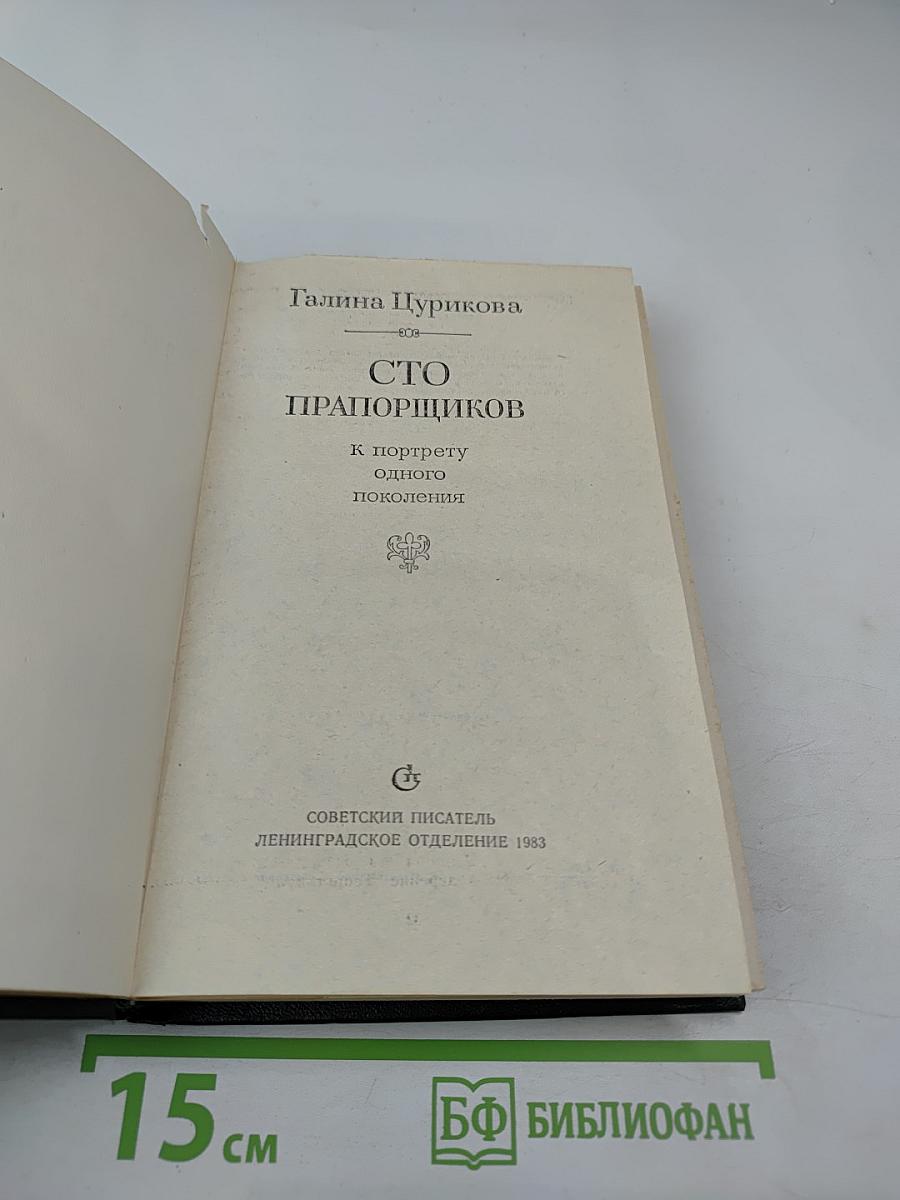 Галина Цурикова
СТО
ПРАПОРЩИКОВ
К портрету
одного
поколения
СОВЕТСКИЙ ПИСАТЕЛЬ
ЛЕНИНГРАДСКОЕ ОТДЕЛЕНИЕ 1983
15 см
БФ БИБЛИОФАН